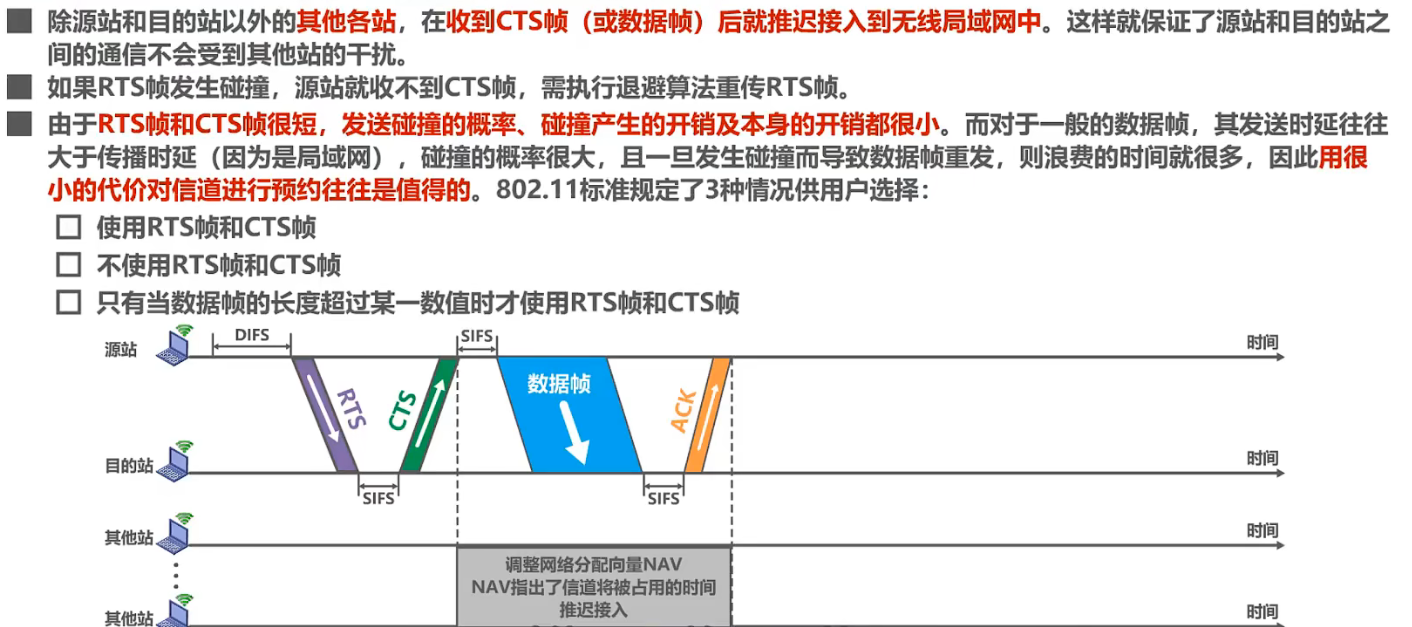 除源站和目的站以外的其他各站，在收到CTS帧（或数据帧）后就推迟接入到无线局域网中。这样就保证了源站和目的站之
间的通信不会受到其他站的干扰。
如果RTS帧发生碰撞，源站就收不到CTS帧，需执行退避算法重传RTS帧。
由于RTS帧和CTS帧很短，发送碰撞的概率、碰撞产生的开销及本身的开销都很小。而对于一般的数据帧，其发送时延往往
大于传播时延（因为是局域网），碰撞的概率很大，且一旦发生碰撞而导致数据帧重发，则浪费的时间就很多，因此用很
小的代价对信道进行预约往往是值得的。802.11标准规定了3种情况供用户选择：
使用RTS帧和CTS帧
不使用RTS帧和CTS帧
只有当数据帧的长度超过某一数值时才使用RTS帧和CTS帧
源站
DIFS
SIFS
时间
RTS
CTS
数据帧
ACK
目的站
时间
SIFS
SIFS
其他站
时间
调整网络分配向量NAV
NAV指出了信道将被占用的时间
推迟接入
其他站
时间